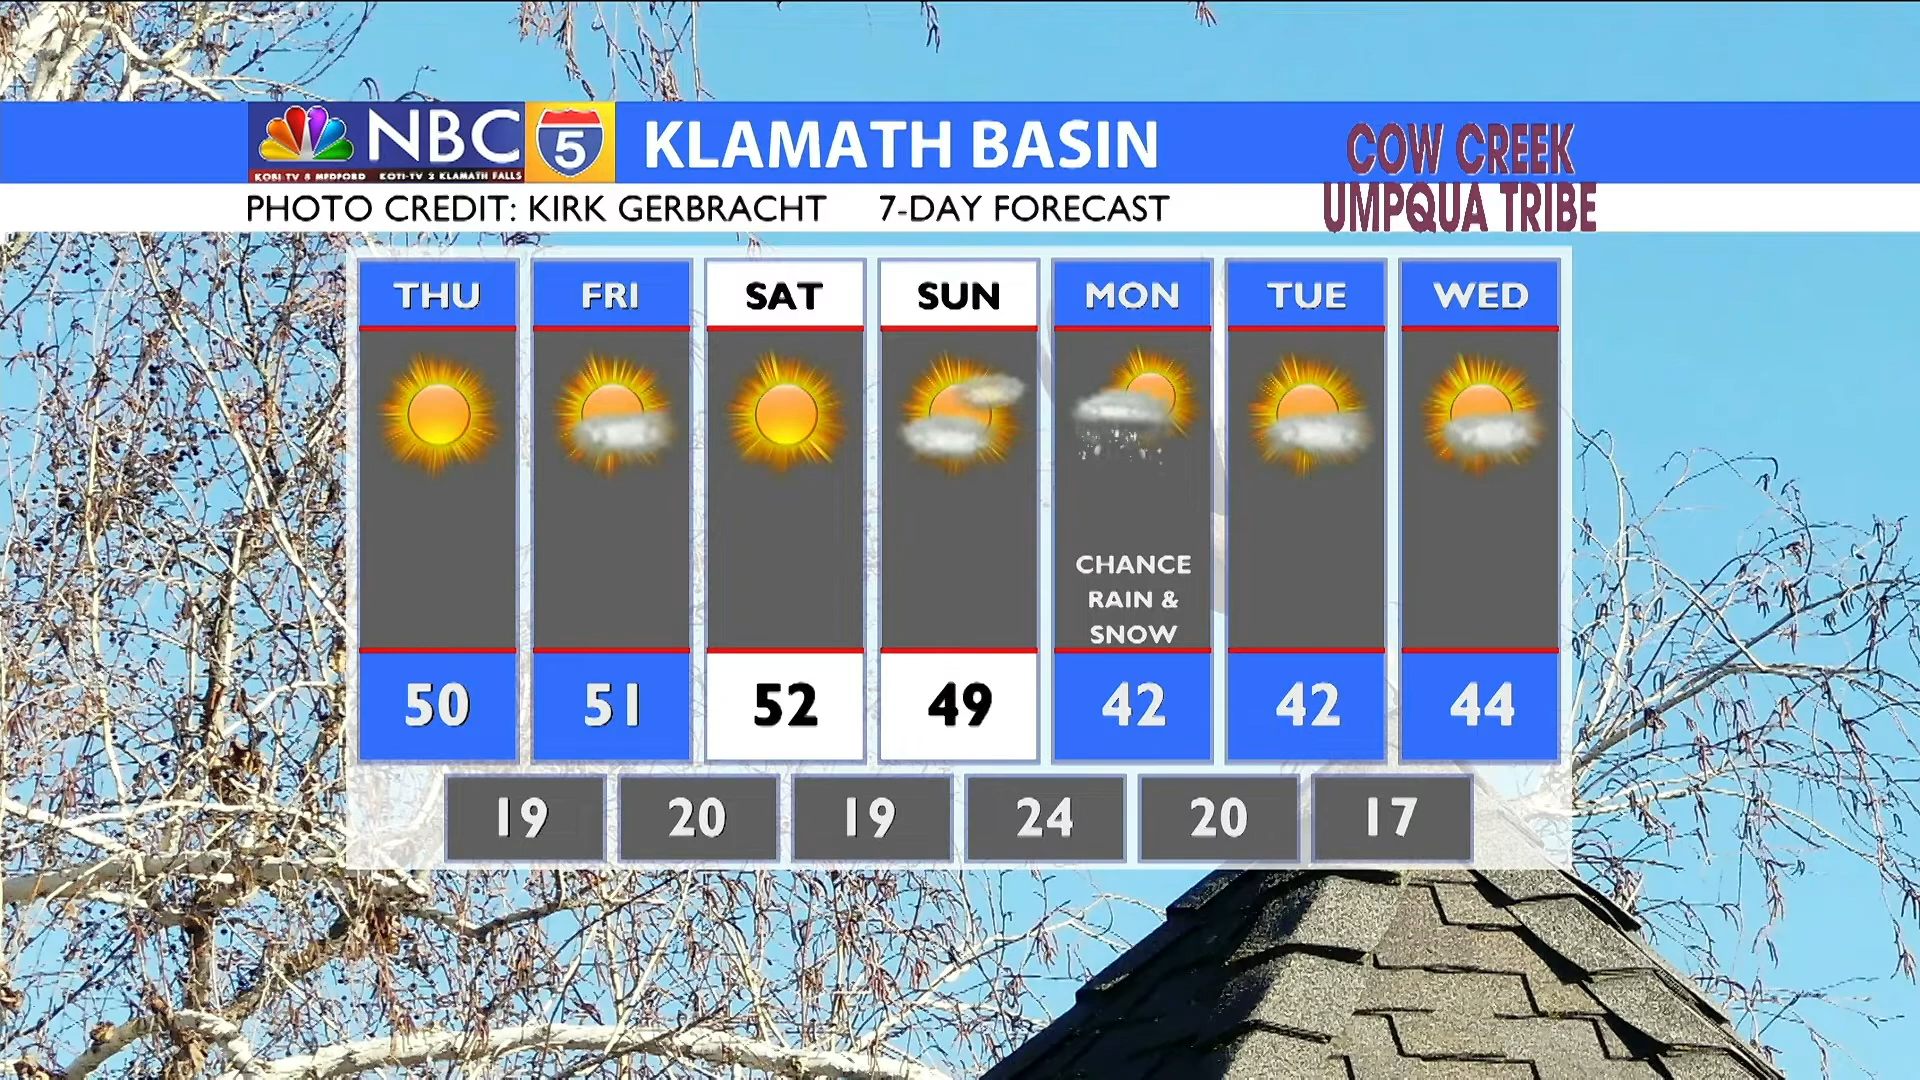 NBC 5 KLAMATH BASIN
KOBI-TV 5 MEDFORD KOTI-TV 2 KLAMATH FALLS
COW CREEK
UMPQUA TRIBE
PHOTO CREDIT: KIRK GERBRACHT 7-DAY FORECAST
THU FRI SAT SUN MON TUE WED
CHANCE
RAIN &
SNOW
50 51 52 49 42 42 44
19 20 19 24 20 17